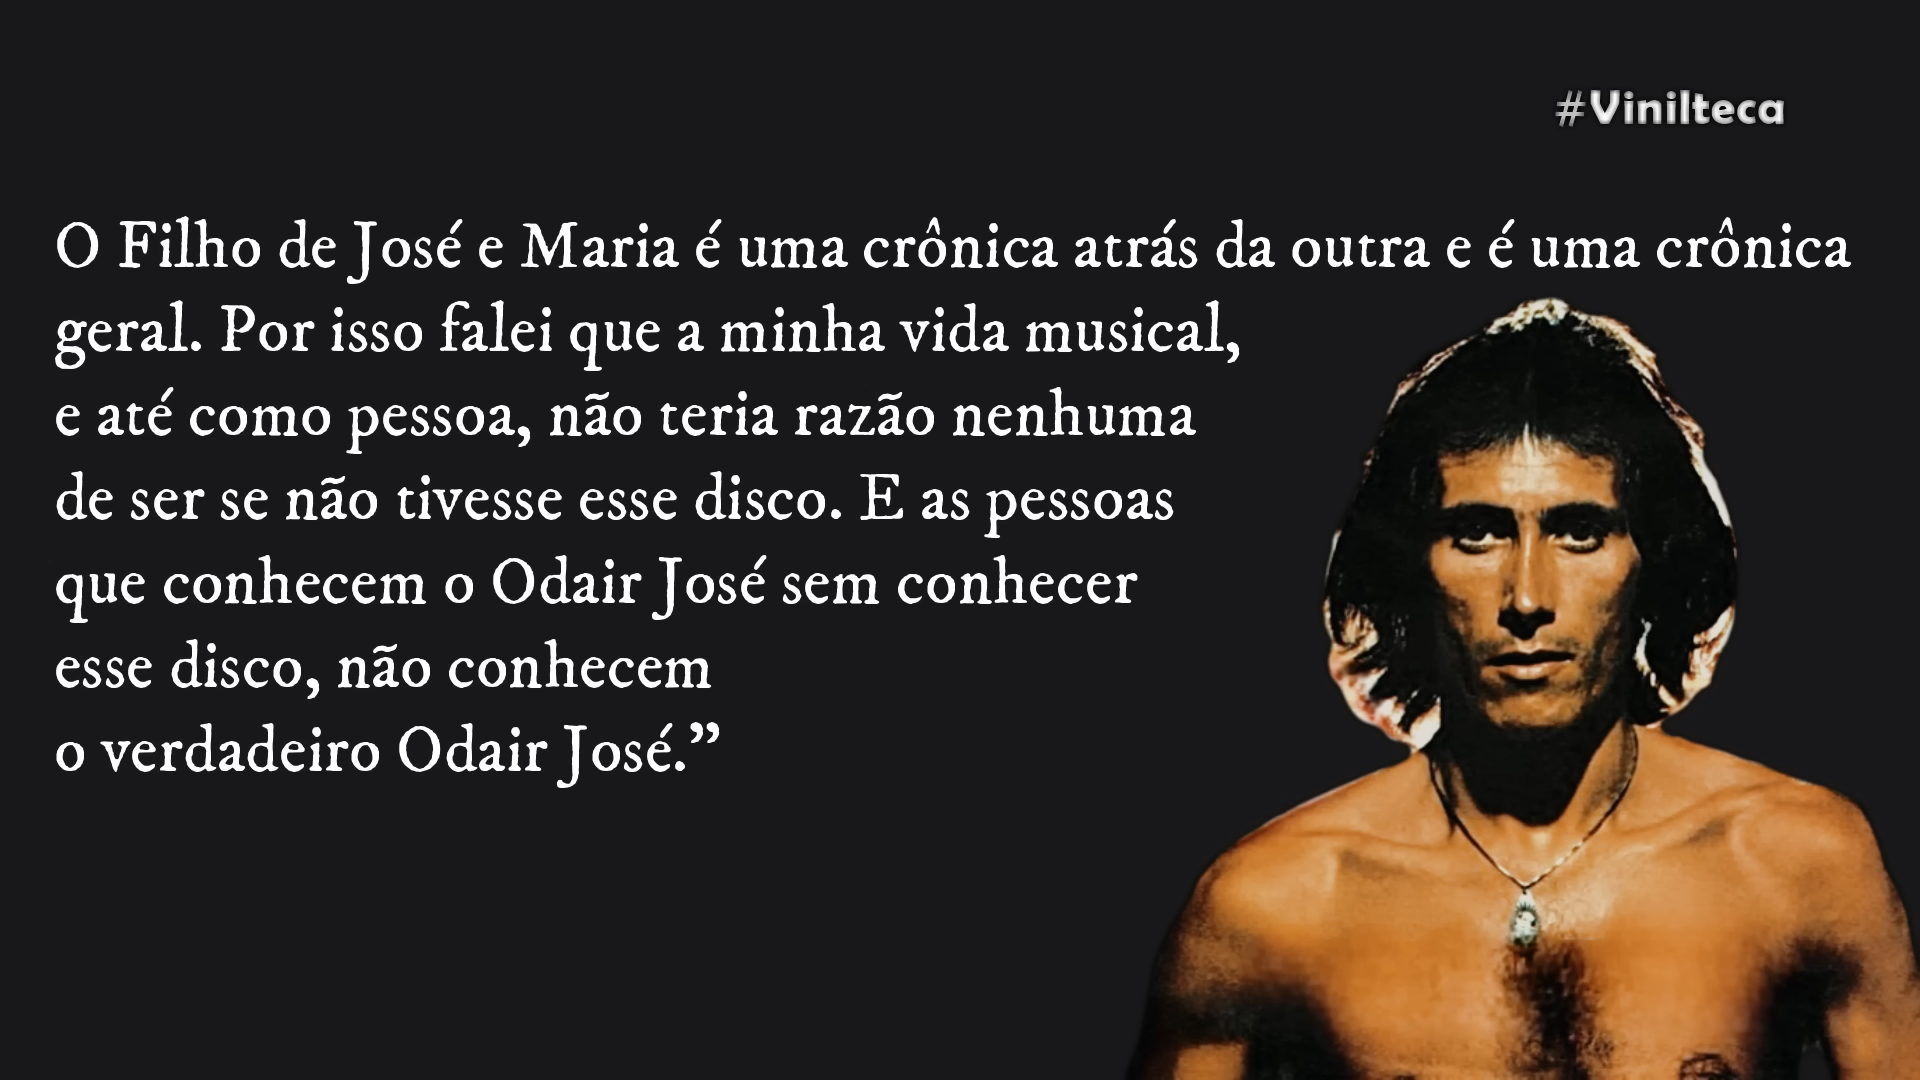 #Vinilteca
O Filho de José e Maria é uma crônica atrás da outra e é uma crônica
geral. Por isso falei que a minha vida musical,
e até como pessoa, não teria razão nenhuma
de ser se não tivesse esse disco. E as pessoas
que conhecem o Odair José sem conhecer
esse disco, não conhecem
o verdadeiro Odair José.”